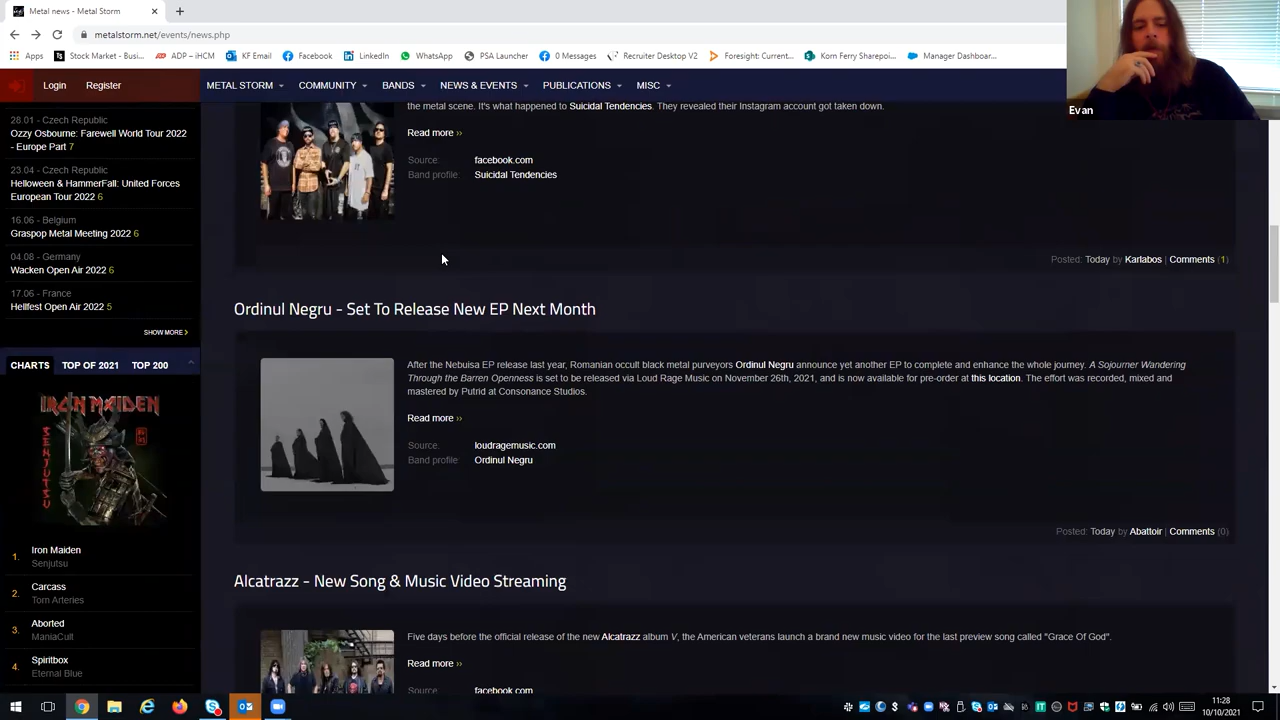 Metal news - Metal Storm
metalstorm.net/events/news.php
Apps
Stock Market - Busi...
ADP – iHCM
KF Email
Facebook
LinkedIn
WhatsApp
PSA Launcher
0 messages
Recruiter Desktop V2
Foresight: Current...
Korn Ferry Sharepoi...
Manager Dashboar...
Evan
Login
Register
METAL STORM
COMMUNITY
BANDS
NEWS & EVENTS
PUBLICATIONS
MISC
28.01 - Czech Republic
Ozzy Osbourne: Farewell World Tour 2022
- Europe Part 7
23.04 - Czech Republic
Helloween & HammerFall: United Forces
European Tour 2022 6
16.06 - Belgium
Graspop Metal Meeting 2022 6
04.08 - Germany
Wacken Open Air 2022 6
17.06 - France
Hellfest Open Air 2022 5
SHOW MORE
CHARTS
TOP OF 2021
TOP 200
IRON MAIDEN
SENJUTSU
1.
Iron Maiden
Senjutsu
2.
Carcass
Torn Arteries
3.
Aborted
ManiaCult
4.
Spiritbox
Eternal Blue
the metal scene. It's what happened to Suicidal Tendencies. They revealed their Instagram account got taken down.
Read more ››
Source: facebook.com
Band profile: Suicidal Tendencies
Posted: Today by Karlabos | Comments (1)
Ordinul Negru - Set To Release New EP Next Month
After the Nebuisa EP release last year, Romanian occult black metal purveyors Ordinul Negru announce yet another EP to complete and enhance the whole journey. A Sojourner Wandering
Through the Barren Openness is set to be released via Loud Rage Music on November 26th, 2021, and is now available for pre-order at this location. The effort was recorded, mixed and
mastered by Putrid at Consonance Studios.
Read more ››
Source: loudragemusic.com
Band profile: Ordinul Negru
Posted: Today by Abattoir | Comments (0)
Alcatrazz - New Song & Music Video Streaming
Five days before the official release of the new Alcatrazz album V, the American veterans launch a brand new music video for the last preview song called "Grace Of God".
Read more ››
Source: facebook.com
11:28
10/10/2021